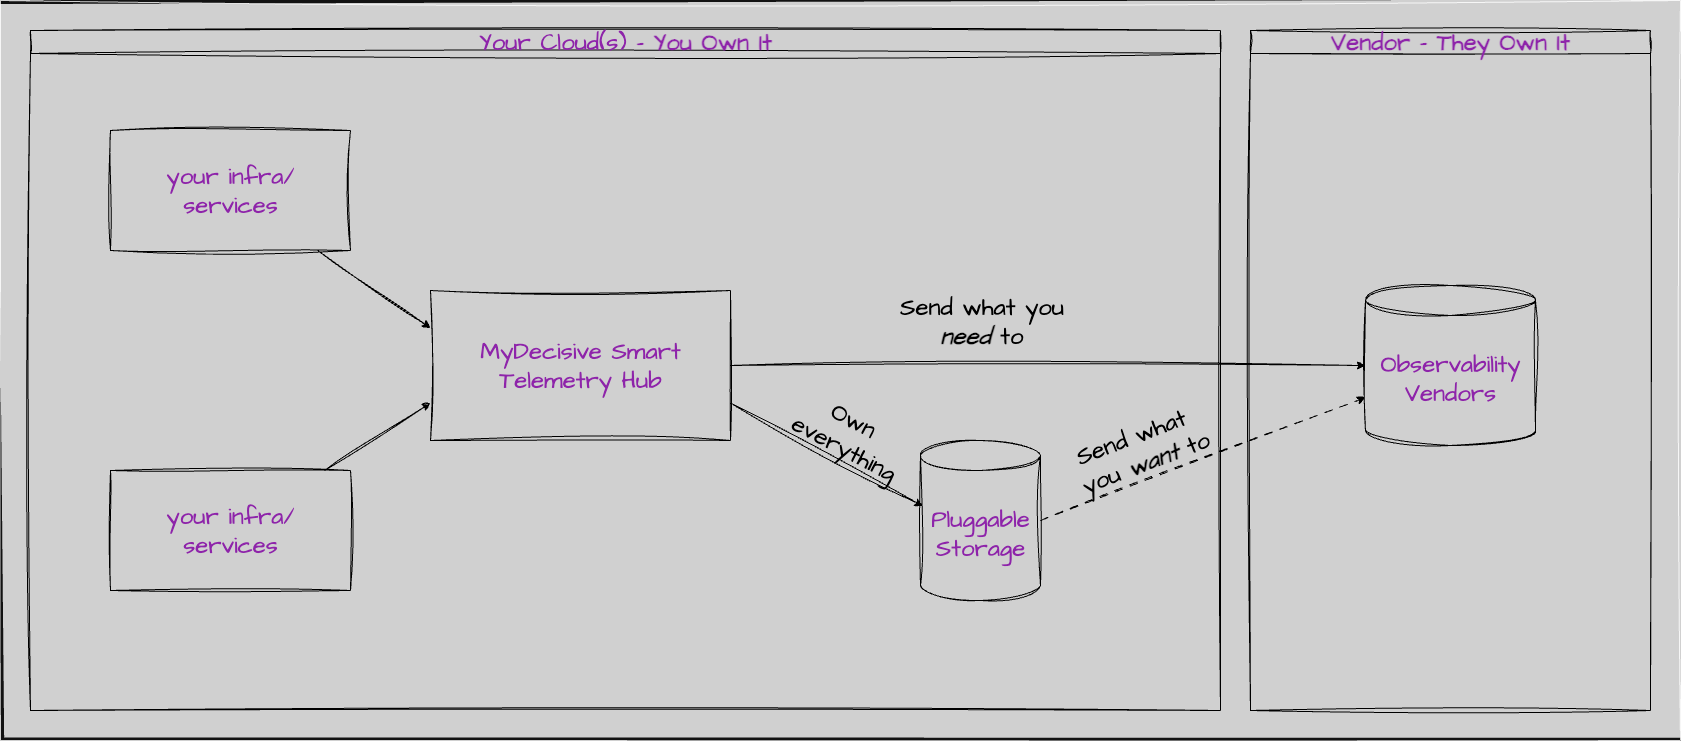 Your Cloud(s) - You Own It
Vendor - They Own It
your infra/
services
MyDecisive Smart
Telemetry Hub
your infra/
services
Send what you
need to
Own
everything
Send what
you want to
Pluggable
Storage
Observability
Vendors